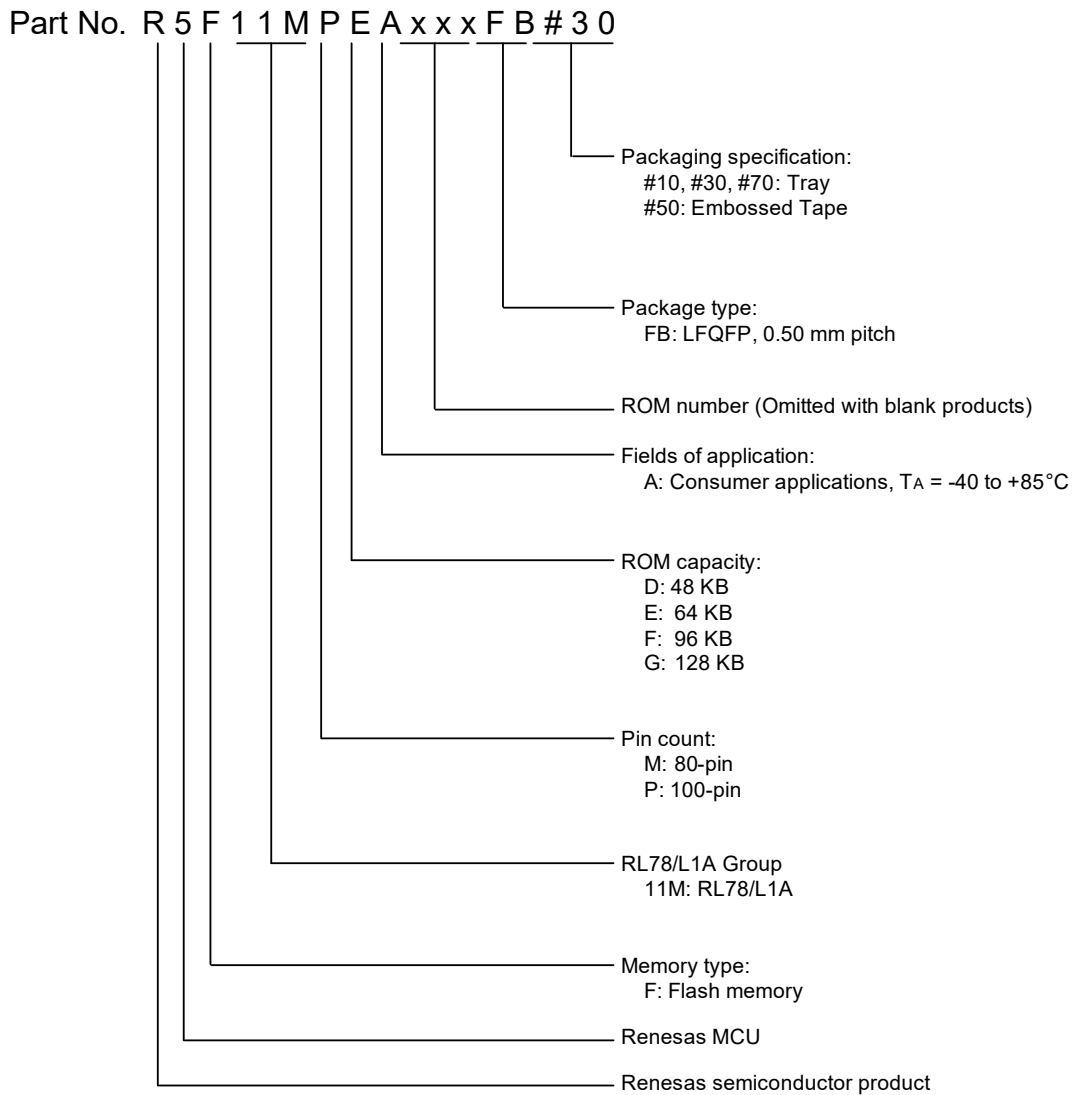 Part No. R 5 F 1 1 M P E A x x x F B # 3 0
Packaging specification:
#10, #30, #70: Tray
#50: Embossed Tape
Package type:
FB: LFQFP, 0.50 mm pitch
ROM number (Omitted with blank products)
Fields of application:
A: Consumer applications, TA = -40 to +85°C
ROM capacity:
D: 48 KB
E: 64 KB
F: 96 KB
G: 128 KB
Pin count:
M: 80-pin
P: 100-pin
RL78/L1A Group
11M: RL78/L1A
Memory type:
F: Flash memory
Renesas MCU
Renesas semiconductor product